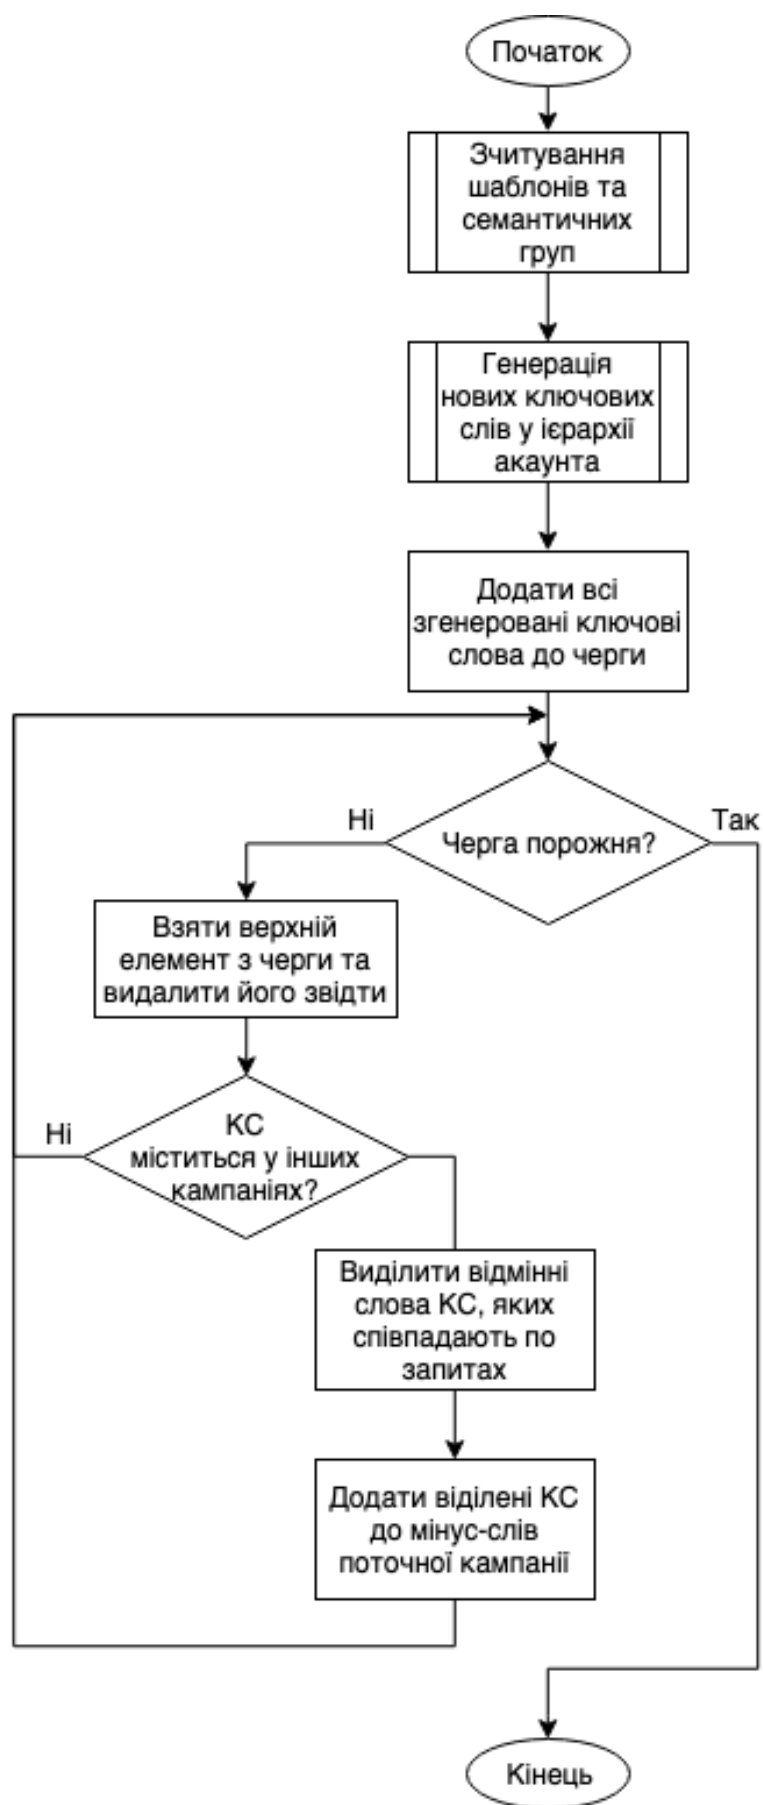 Початок
Зчитування
шаблонів та
семантичних
груп
Генерація
нових ключових
слів у ієрархії
акаунта
Додати всі
згенеровані ключові
слова до черги
Ні
Так
Черга порожня?
Взяти верхній
елемент з черги та
видалити його звідти
Ні
КС
міститься у інших
кампаніях?
Виділити відмінні
слова КС, яких
співпадають по
запитах
Додати віділені КС
до мінус-слів
поточної кампанії
Кінець